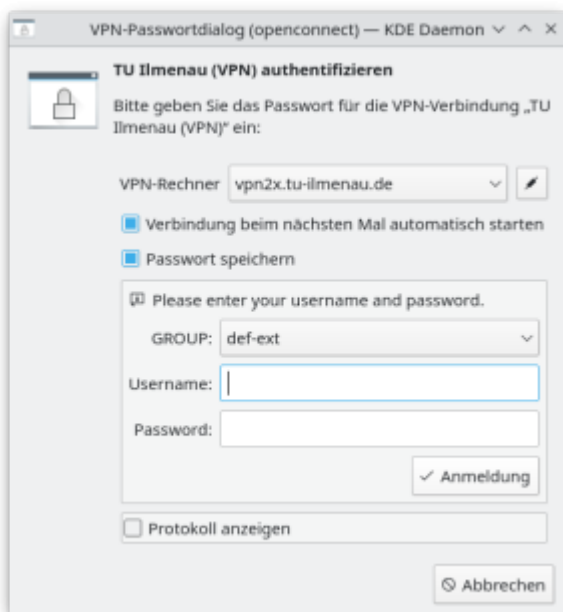 VPN-Passwortdialog (openconnect) — KDE Daemon
TU Ilmenau (VPN) authentifizieren
Bitte geben Sie das Passwort für die VPN-Verbindung „TU
Ilmenau (VPN)“ ein:
VPN-Rechner vpn2x.tu-ilmenau.de
Verbindung beim nächsten Mal automatisch starten
Passwort speichern
Please enter your username and password.
GROUP: def-ext
Username:
Password:
Anmeldung
Protokoll anzeigen
Abbrechen